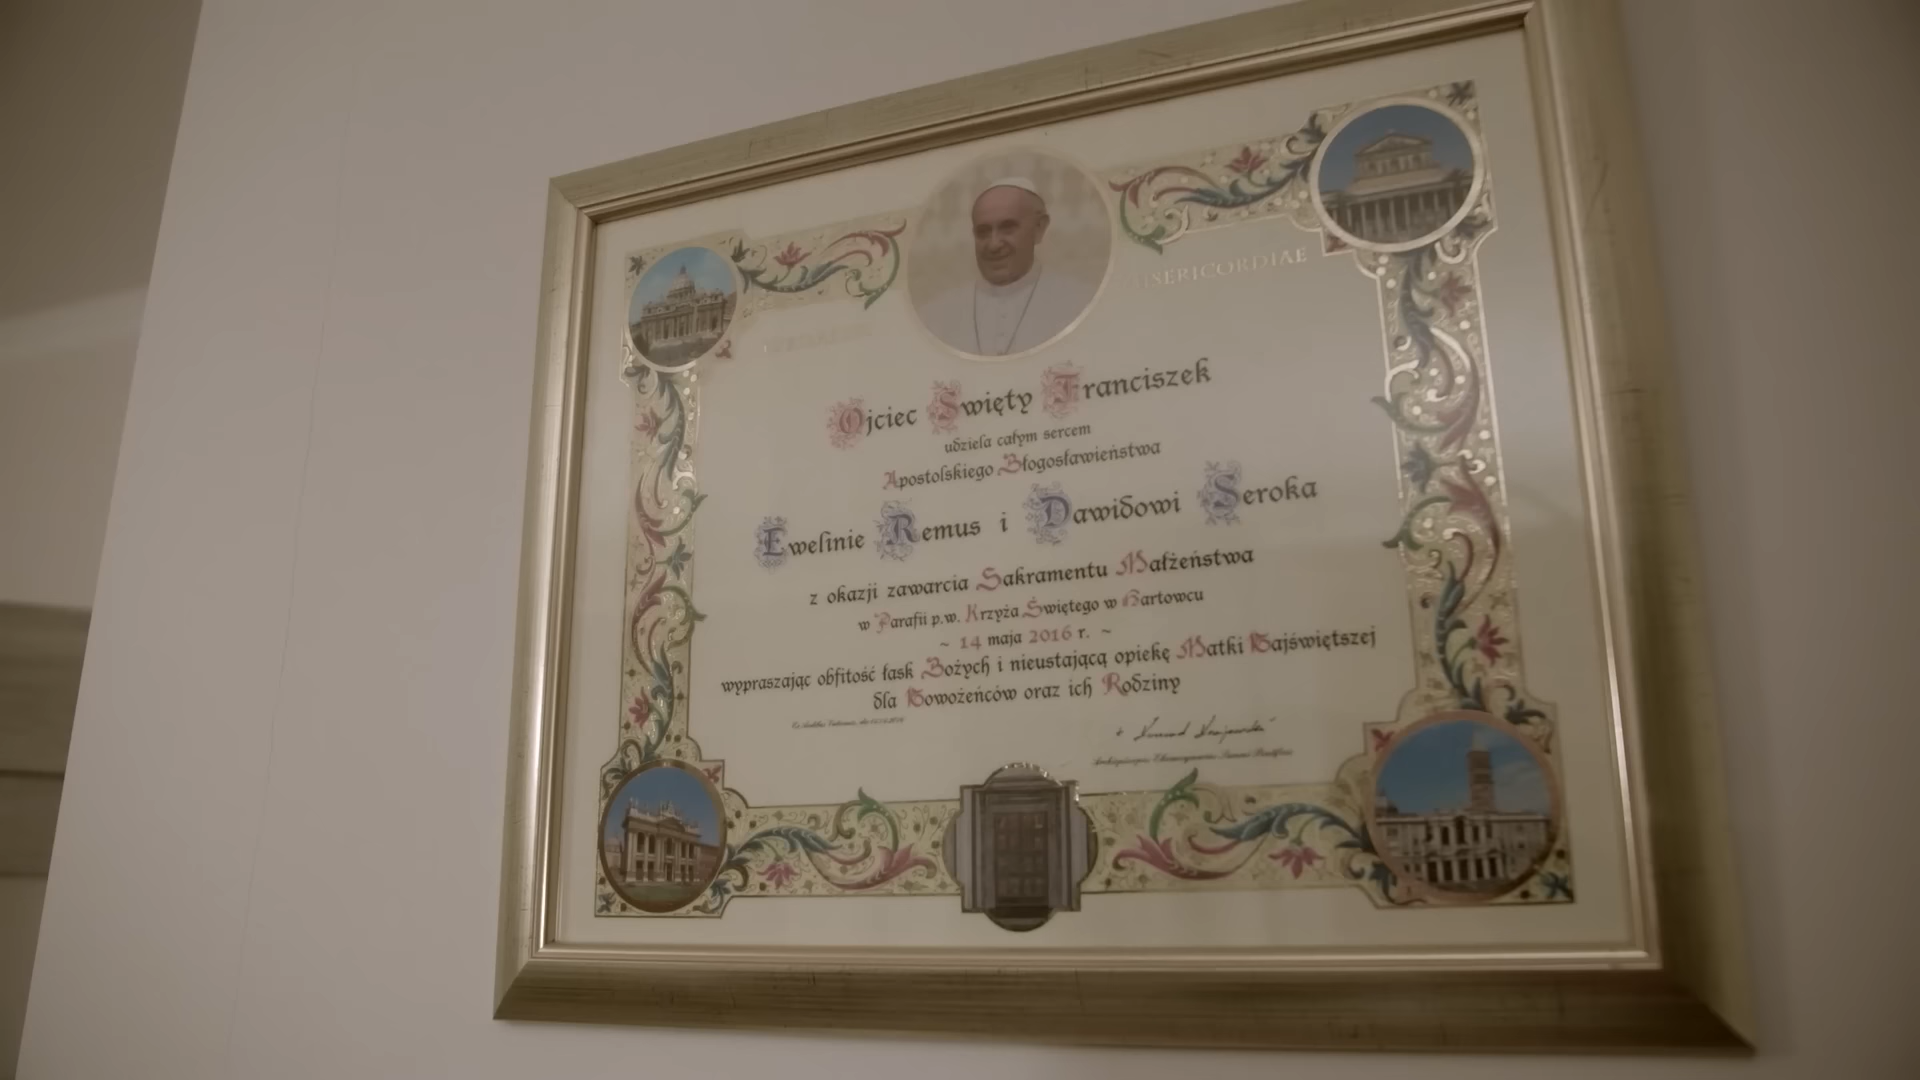 MISERICORDIAE
Ojciec Święty Franciszek
udziela całym sercem
Apostolskiego Błogosławieństwa
Ewelinie Remus i Dawidowi Seroka
z okazji zawarcia Sakramentu Małżeństwa
w Parafii p.w. Krzyża Świętego w Bartowcu
~ 14 maja 2016 r. ~
wypraszając obfitość łask Bożych i nieustającą opiekę Matki Najświętszej
dla Nowożeńców oraz ich Rodziny